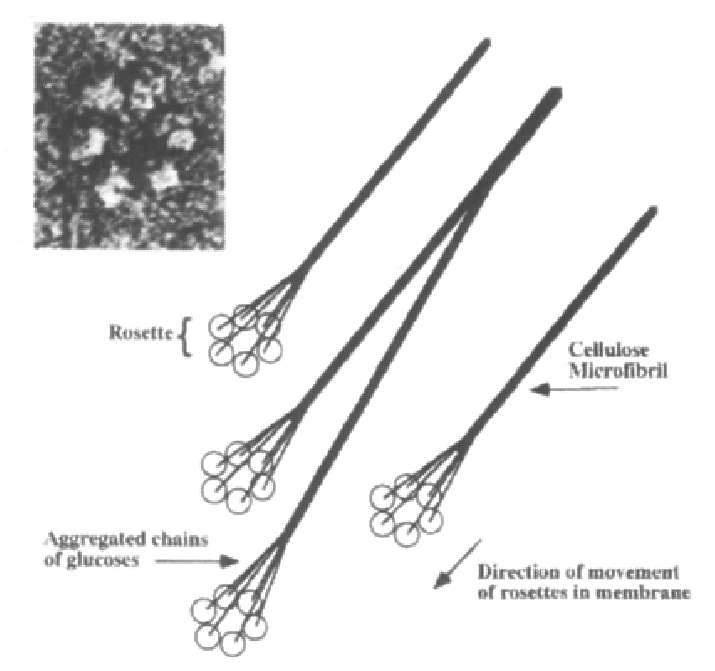 Rosette
Cellulose
Microfibril
Aggregated chains
of glucoses
Direction of movement
of rosettes in membrane